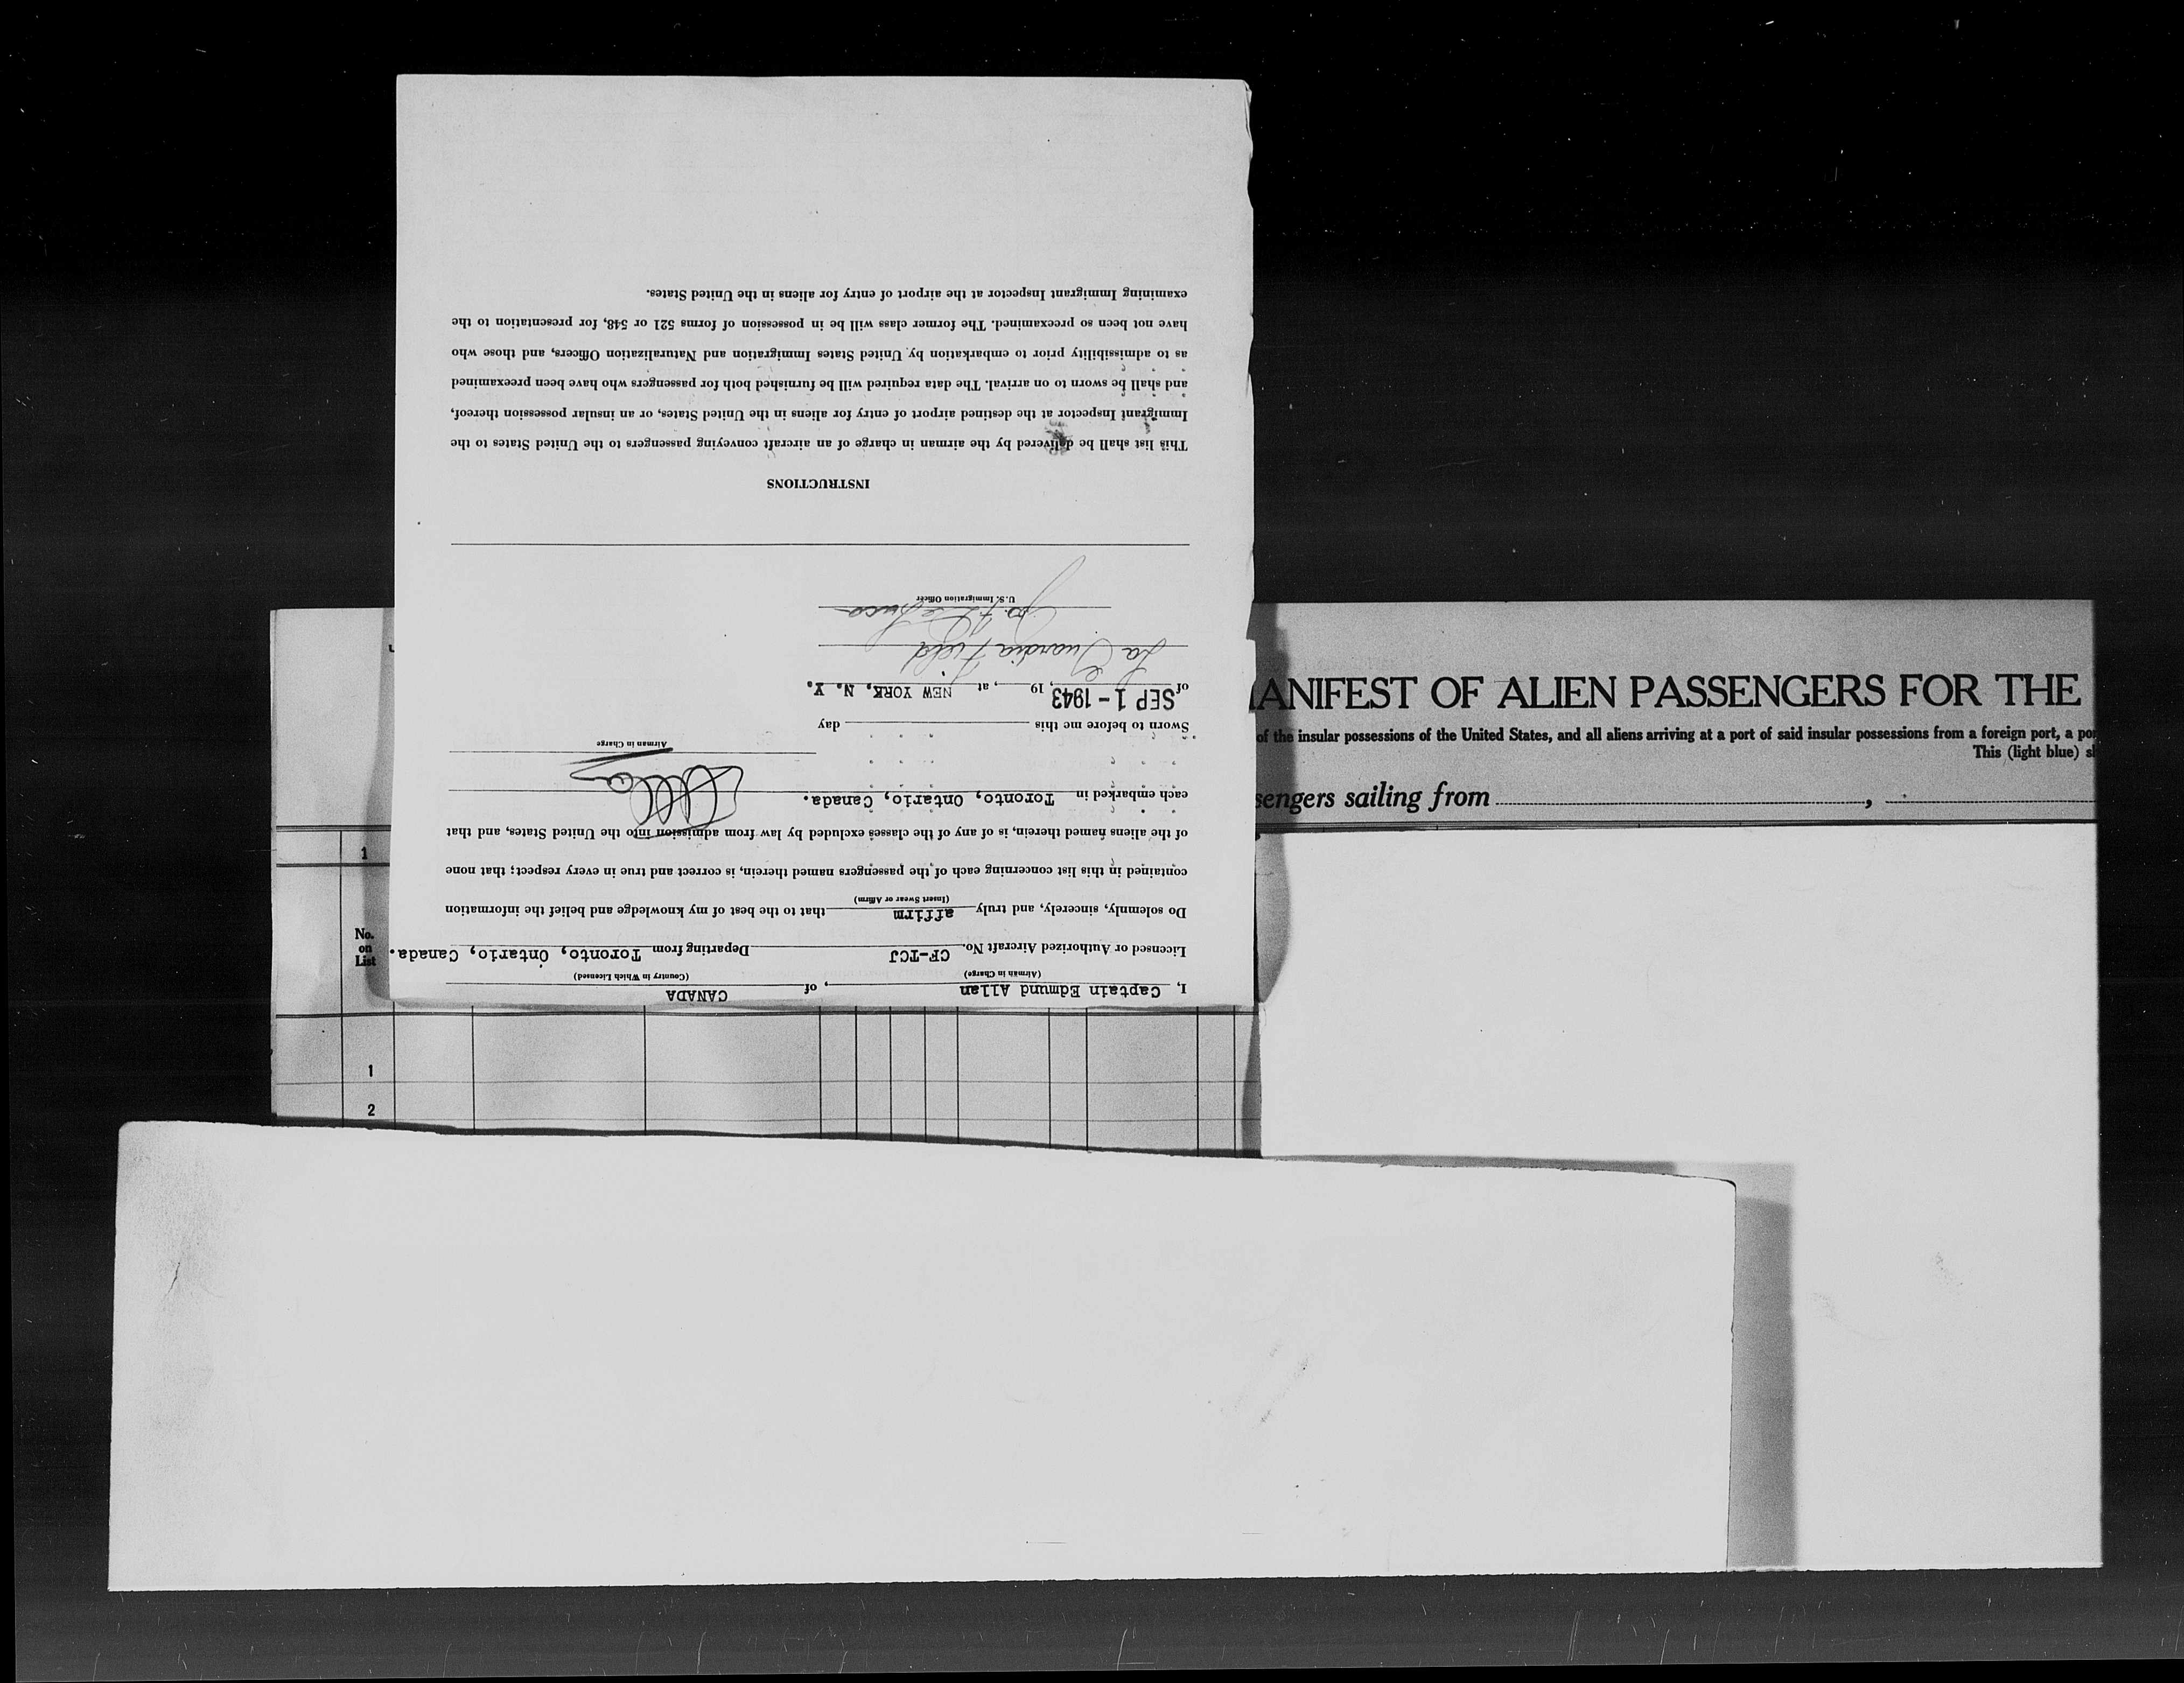 I, Captain Edmund Allan, of CANADA
(Airman in Charge) (Country in Which Licensed)
Licensed or Authorized Aircraft No. CF-TCJ Departing from Toronto, Ontario, Canada.
Do solemnly, sincerely, and truly affirm that to the best of my knowledge and belief the information
(Insert Swear or Affirm)
contained in this list concerning each of the passengers named therein, is correct and true in every respect; that none
of the aliens named therein, is of any of the classes excluded by law from admission into the United States, and that
each embarked in Toronto, Ontario, Canada.
Airman in Charge
Sworn to before me this day
of SEP 1 - 1943, 19 , at NEW YORK, N. Y.
La Guardia Field
U.S. Immigration Officer
INSTRUCTIONS
This list shall be delivered by the airman in charge of an aircraft conveying passengers to the United States to the
Immigrant Inspector at the destined airport of entry for aliens in the United States, or an insular possession thereof,
and shall be sworn to on arrival. The data required will be furnished both for passengers who have been preexamined
as to admissibility prior to embarkation by United States Immigration and Naturalization Officers, and those who
have not been so preexamined. The former class will be in possession of forms 521 or 548, for presentation to the
examining Immigrant Inspector at the airport of entry for aliens in the United States.
ANIFEST OF ALIEN PASSENGERS FOR THE
of the insular possessions of the United States, and all aliens arriving at a port of said insular possessions from a foreign port, a por
This (light blue) s
sengers sailing from ,
1
No.
on
List
1
2